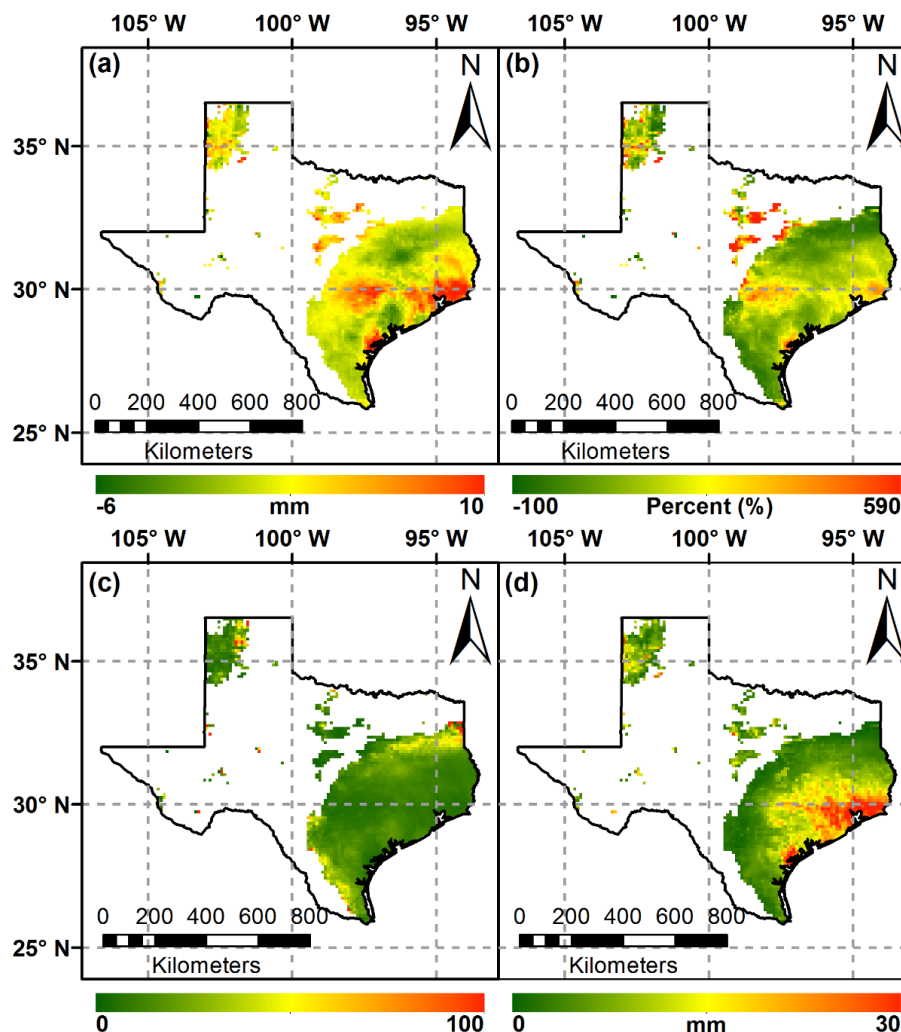 105° W 100° W 95° W 100° W 95° W
(a) N (b) N
35° N
30° N
25° N
0 200 400 600 800 0 200 400 600 800
Kilometers Kilometers
-6 mm 10 -100 Percent (%) 590
105° W 100° W 95° W 105° W 100° W 95° W
(c) N (d) N
35° N
30° N
0 200 400 600 800 0 200 400 600 800
25° N
Kilometers Kilometers
0 100 0 mm 30